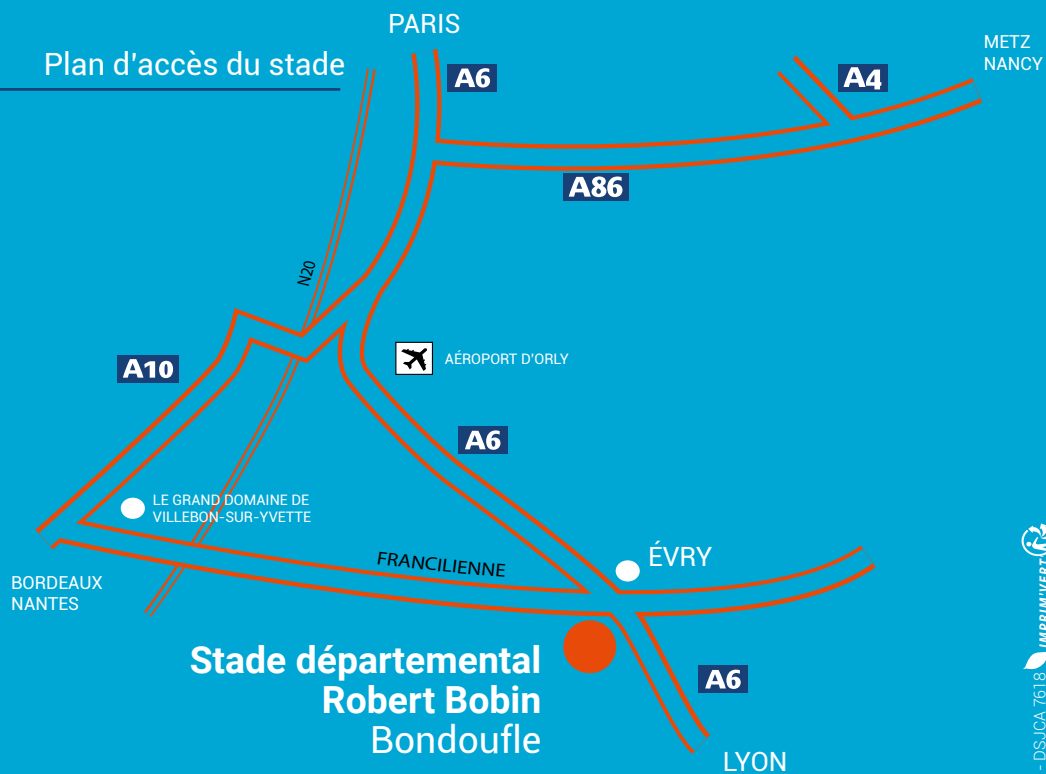 PARIS
Plan d'accès du stade
METZ
NANCY
A6
A4
A86
N20
A10
AÉROPORT D'ORLY
A6
LE GRAND DOMAINE DE
VILLEBON-SUR-YVETTE
FRANCILIENNE
ÉVRY
BORDEAUX
NANTES
Stade départemental
Robert Bobin
Bondoufle
A6
LYON
- DSJCA 7618
IMPRIM'VERT